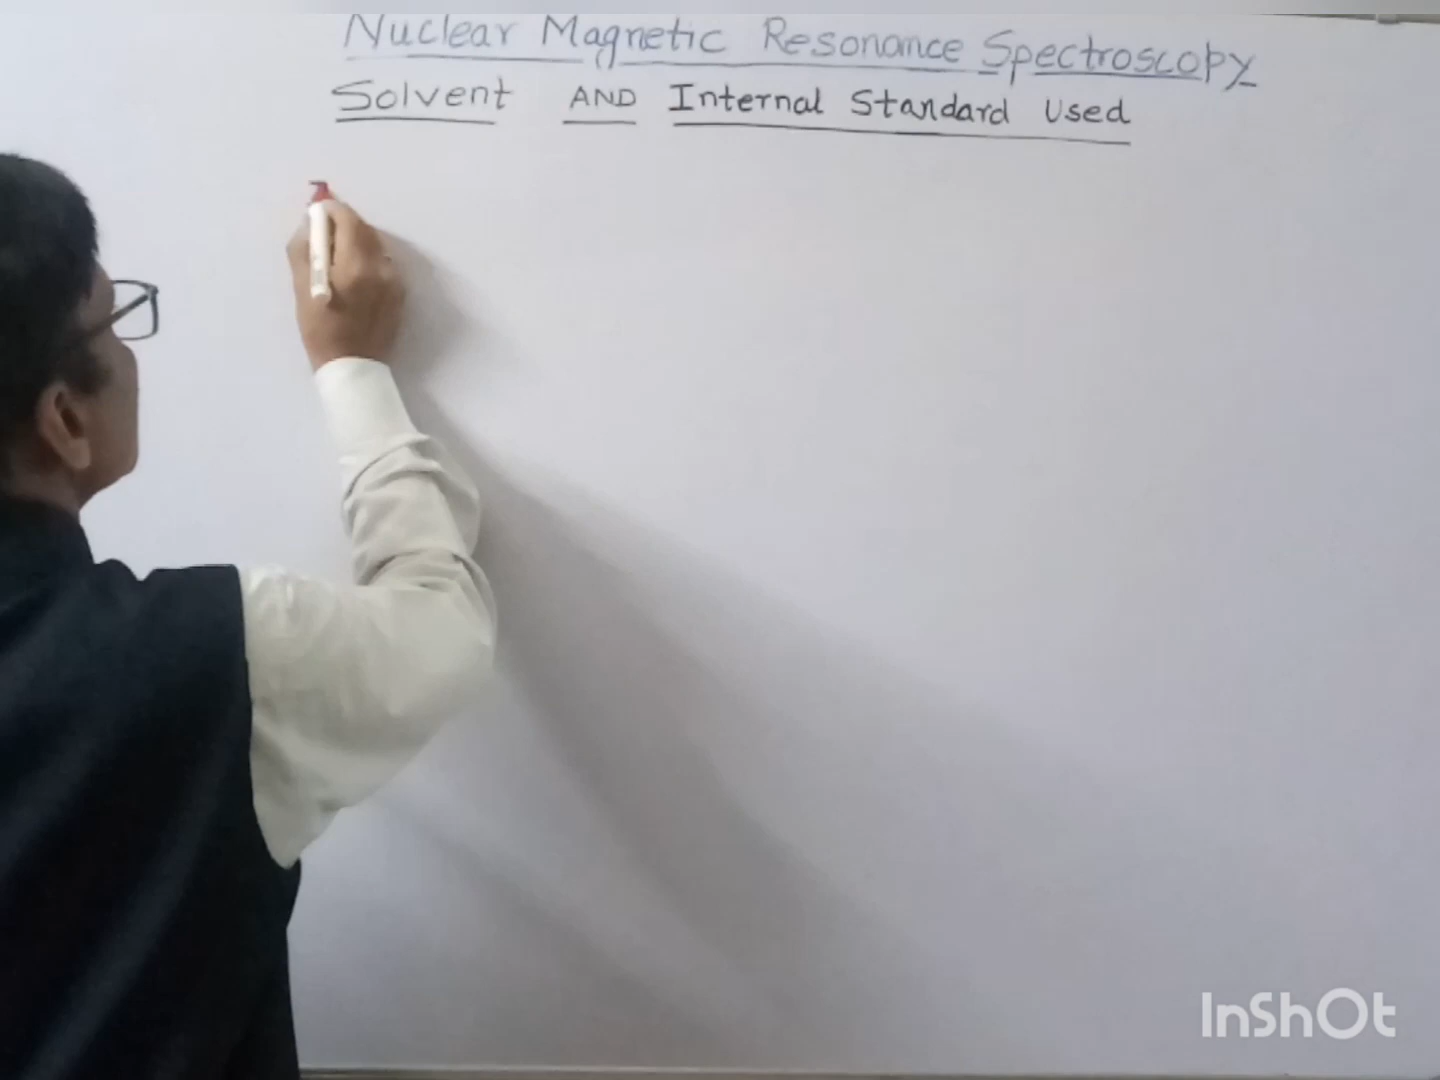 Nuclear Magnetic Resonance Spectroscopy
Solvent AND Internal Standard Used
InShOt